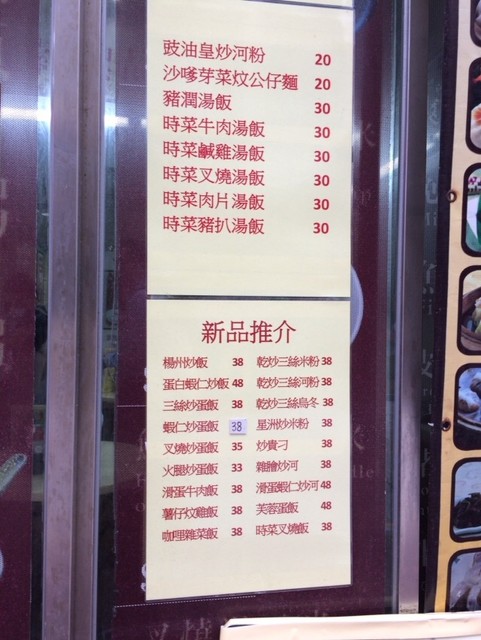 豉油皇炒河粉 20
沙嗲芽菜炆公仔麵 20
豬潤湯飯 30
時菜牛肉湯飯 30
時菜鹹雞湯飯 30
時菜叉燒湯飯 30
時菜肉片湯飯 30
時菜豬扒湯飯 30
新品推介
楊州炒飯 38 乾炒三絲米粉 38
蛋白蝦仁炒飯 48 乾炒三絲河粉 38
三絲炒蛋飯 38 乾炒三絲烏冬 38
蝦仁炒蛋飯 38 星洲炒米粉 38
叉燒炒蛋飯 35 炒貴刁 38
火腿炒蛋飯 33 雜膾炒河 38
滑蛋牛肉飯 38 滑蛋蝦仁炒河 48
薯仔炆雞飯 38 芙蓉蛋飯 48
咖哩雜菜飯 38 時菜叉燒飯 38